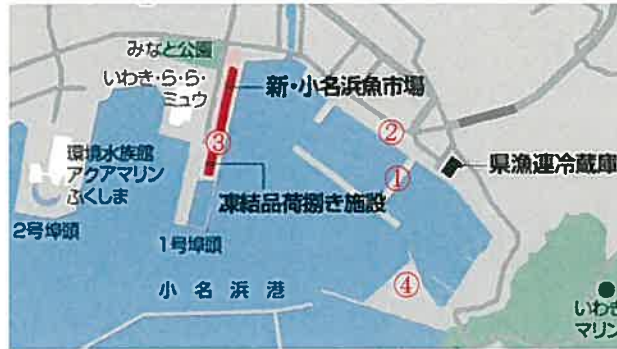 みなと公園
いわき・ら・ら・
ミュウ
新・小名浜魚市場
③
②
①
県漁連冷蔵庫
環境水族館
アクアマリン
ふくしま
凍結品荷捌き施設
2号埠頭
1号埠頭
小名浜港
④
いわき
マリン